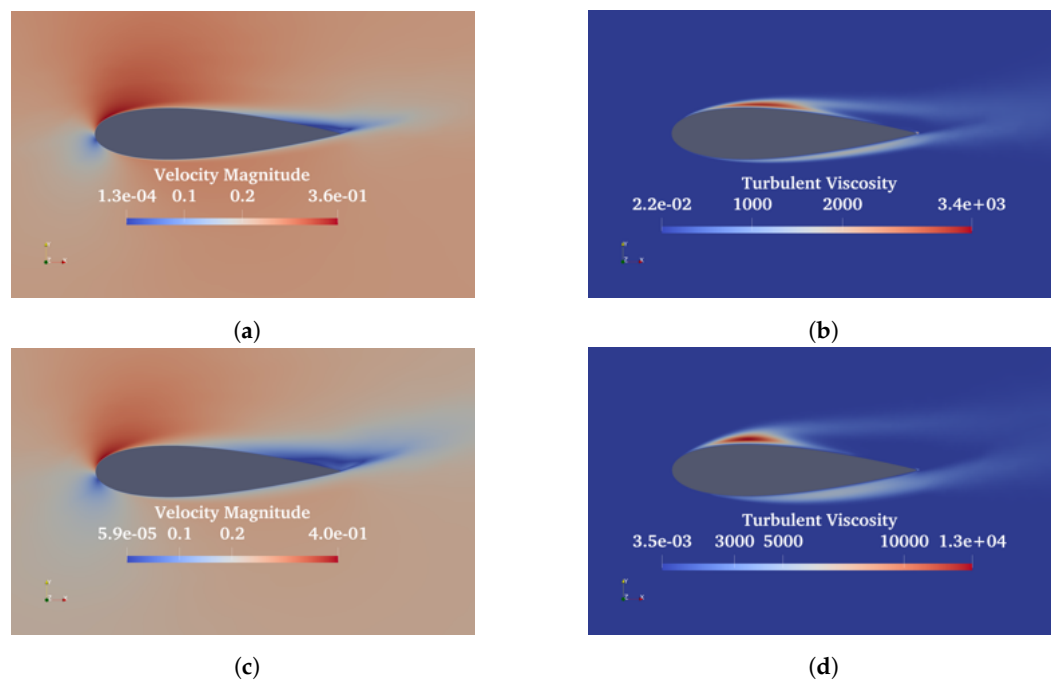 Velocity Magnitude
1.3e-04 0.1 0.2 3.6e-01
Turbulent Viscosity
2.2e-02 1000 2000 3.4e+03
(a)
(b)
Velocity Magnitude
5.9e-05 0.1 0.2 4.0e-01
Turbulent Viscosity
3.5e-03 3000 5000 10000 1.3e+04
(c)
(d)